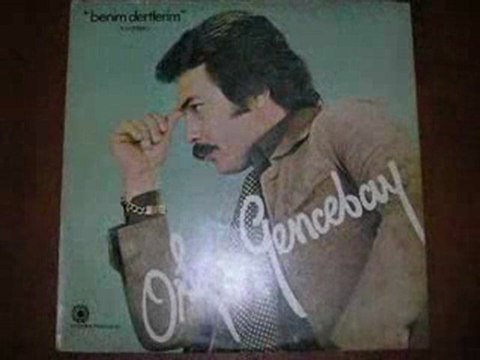 "benim dertlerim"
Orhan Gencebay